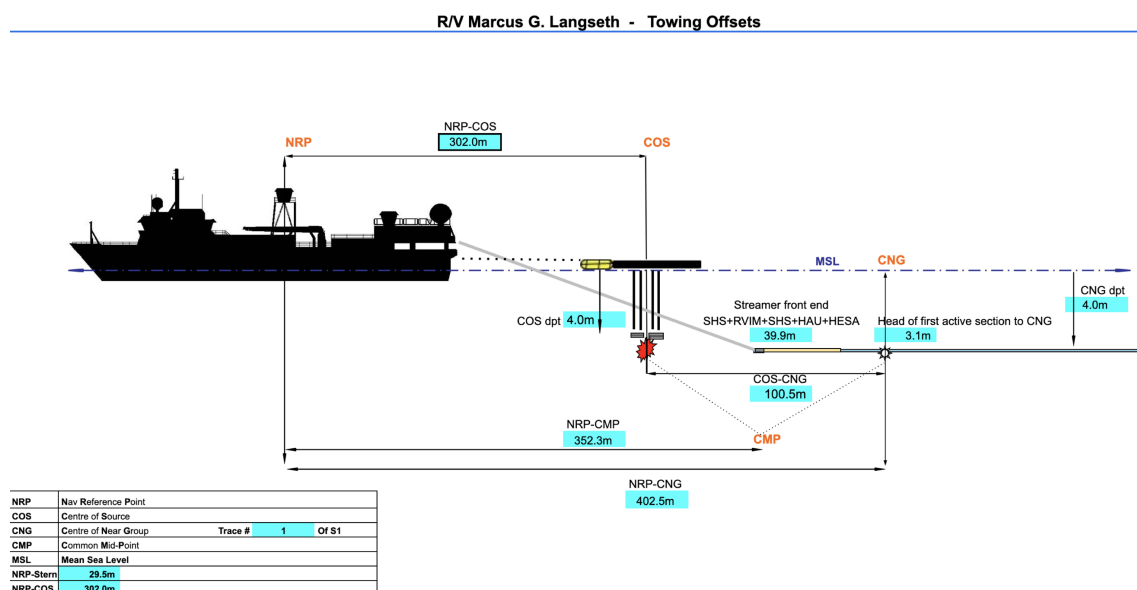 R/V Marcus G. Langseth - Towing Offsets
NRP-COS
NRP
302.0m
COS
MSL
CNG
CNG dpt
4.0m
Streamer front end
COS dpt 4.0m
SHS+RVIM+SHS+HAU+HESA
Head of first active section to CNG
39.9m
3.1m
COS-CNG
100.5m
NRP-CMP
352.3m
CMP
NRP-CNG
402.5m
NRP Nav Reference Point
COS Centre of Source
CNG Centre of Near Group Trace # 1 Of S1
CMP Common Mid-Point
MSL Mean Sea Level
NRP-Stern 29.5m
NRP-COS 302.0m